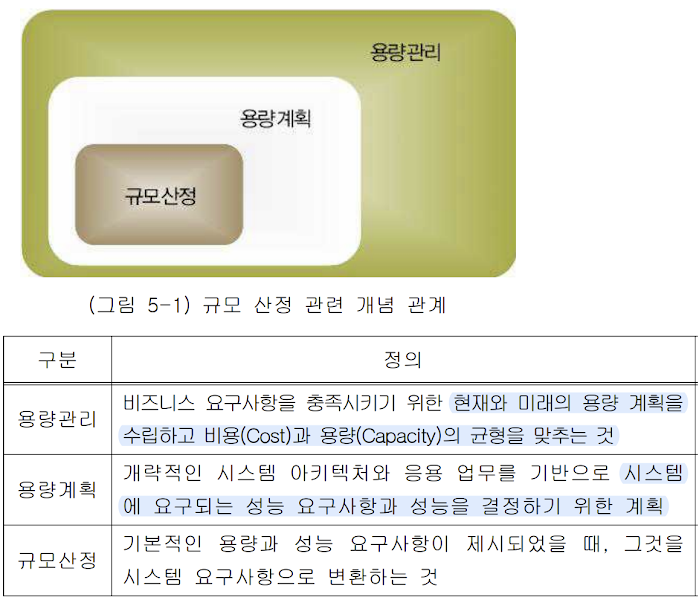 용량관리
용량계획
규모산정
(그림 5-1) 규모 산정 관련 개념 관계
구분
정의
용량관리
비즈니스 요구사항을 충족시키기 위한 현재와 미래의 용량 계획을
수립하고 비용(Cost)과 용량(Capacity)의 균형을 맞추는 것
용량계획
개략적인 시스템 아키텍처와 응용 업무를 기반으로 시스템
에 요구되는 성능 요구사항과 성능을 결정하기 위한 계획
규모산정
기본적인 용량과 성능 요구사항이 제시되었을 때, 그것을
시스템 요구사항으로 변환하는 것